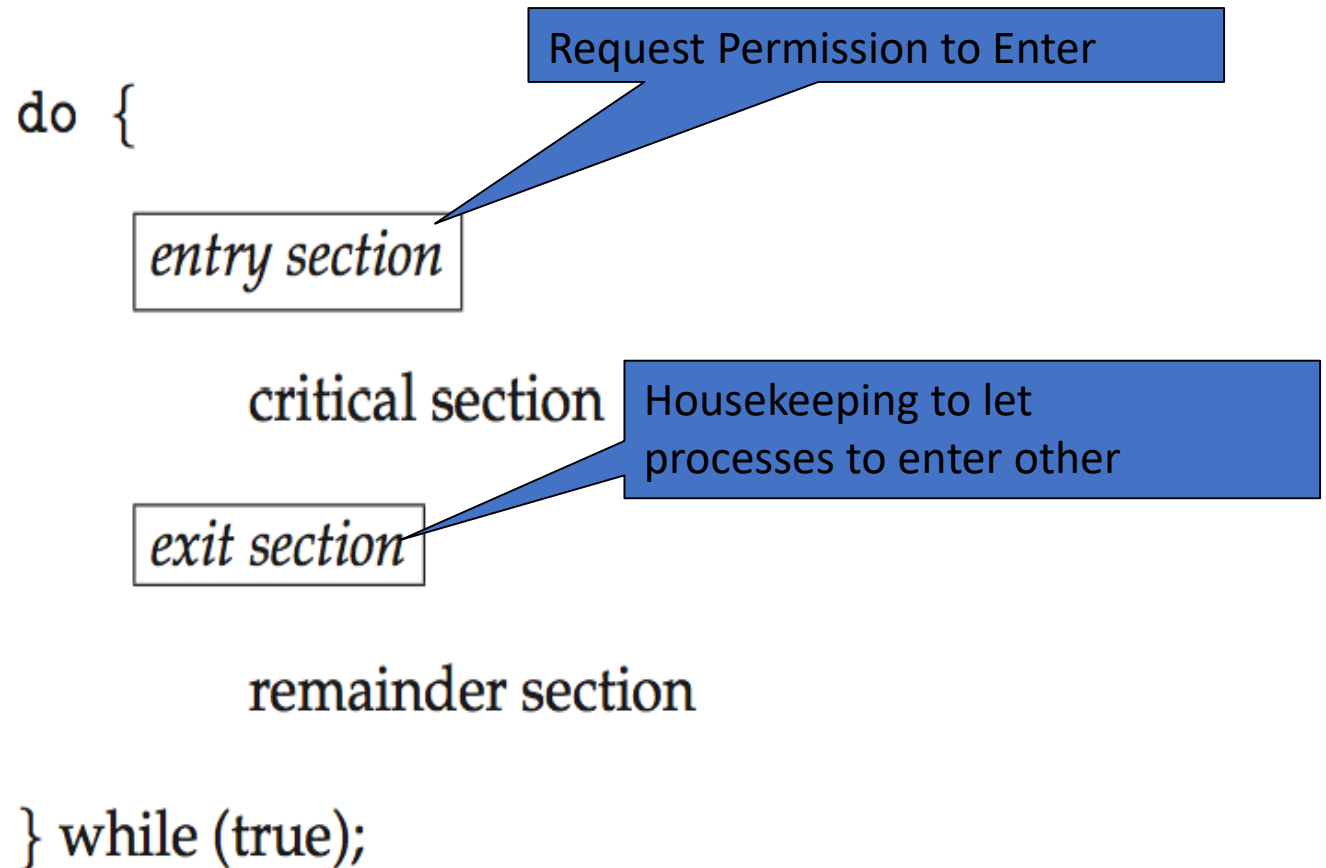 Request Permission to Enter
do {
entry section
critical section
Housekeeping to let
processes to enter other
exit section
remainder section
} while (true);